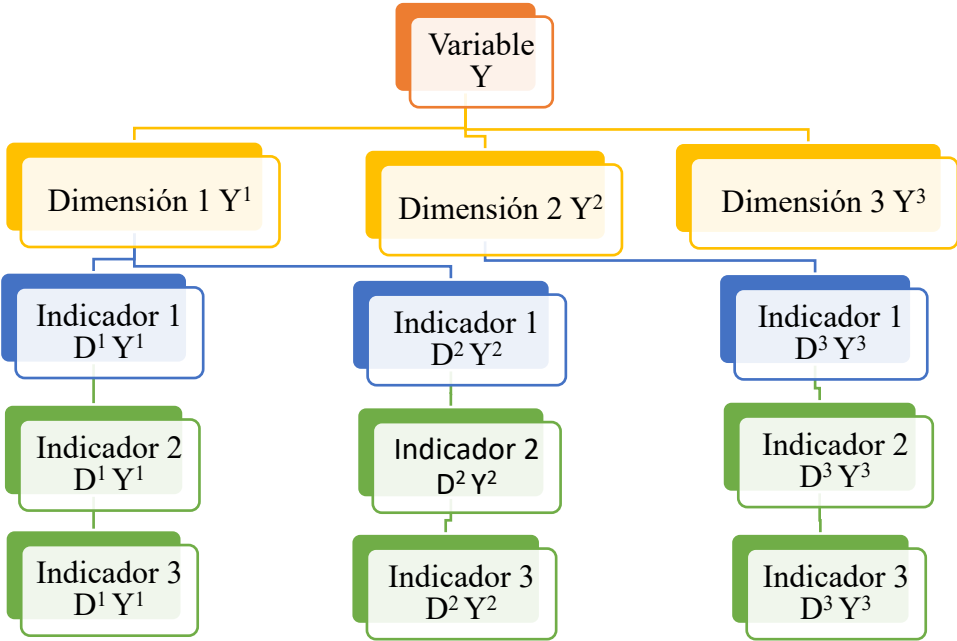 Variable
Y
Dimensión 1 Y¹
Dimensión 2 Y²
Dimensión 3 Y³
Indicador 1
D¹ Y¹
Indicador 1
D² Y²
Indicador 1
D³ Y³
Indicador 2
D¹ Y¹
Indicador 2
D² Y²
Indicador 2
D³ Y³
Indicador 3
D¹ Y¹
Indicador 3
D² Y²
Indicador 3
D³ Y³